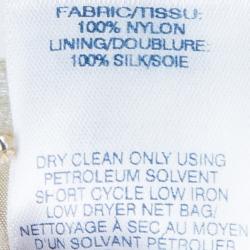 FABRIC/TISSU:
100% NYLON
LINING/DOUBLURE:
100% SILK/SOIE
DRY CLEAN ONLY USING
PETROLEUM SOLVENT
SHORT CYCLE LOW IRON
LOW DRYER NET BAG/
NETTOYAGE À SEC AU MOYEN
D'UN SOLVANT PÉTROLIER